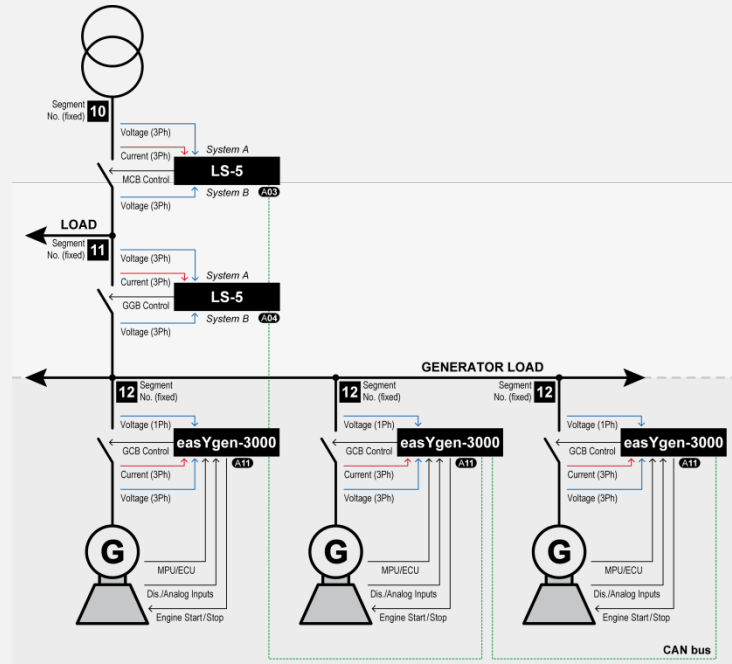 Segment
No. (fixed)
10
Voltage (3Ph)
System A
Current (3Ph)
LS-5
MCB Control
System B
A03
Voltage (3Ph)
LOAD
Segment
No. (fixed)
11
Voltage (3Ph)
System A
Current (3Ph)
LS-5
GGB Control
System B
A04
Voltage (3Ph)
GENERATOR LOAD
12
Segment
No. (fixed)
12
Segment
No. (fixed)
Segment
No. (fixed)
12
Voltage (1Ph)
easYgen-3000
GCB Control
A11
Current (3Ph)
Voltage (3Ph)
G
MPU/ECU
Dis./Analog Inputs
Engine Start/Stop
Voltage (1Ph)
easYgen-3000
GCB Control
A11
Current (3Ph)
Voltage (3Ph)
G
MPU/ECU
Dis./Analog Inputs
Engine Start/Stop
Voltage (1Ph)
easYgen-3000
GCB Control
A11
Current (3Ph)
Voltage (3Ph)
G
MPU/ECU
Dis./Analog Inputs
Engine Start/Stop
CAN bus